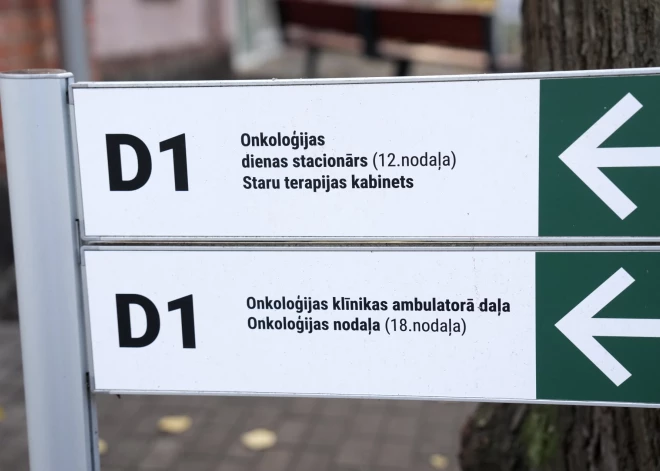 D1
Onkoloģijas
dienas stacionārs (12.nodaļa)
Staru terapijas kabinets
D1
Onkoloģijas klīnikas ambulatorā daļa
Onkoloģijas nodaļa (18.nodaļa)